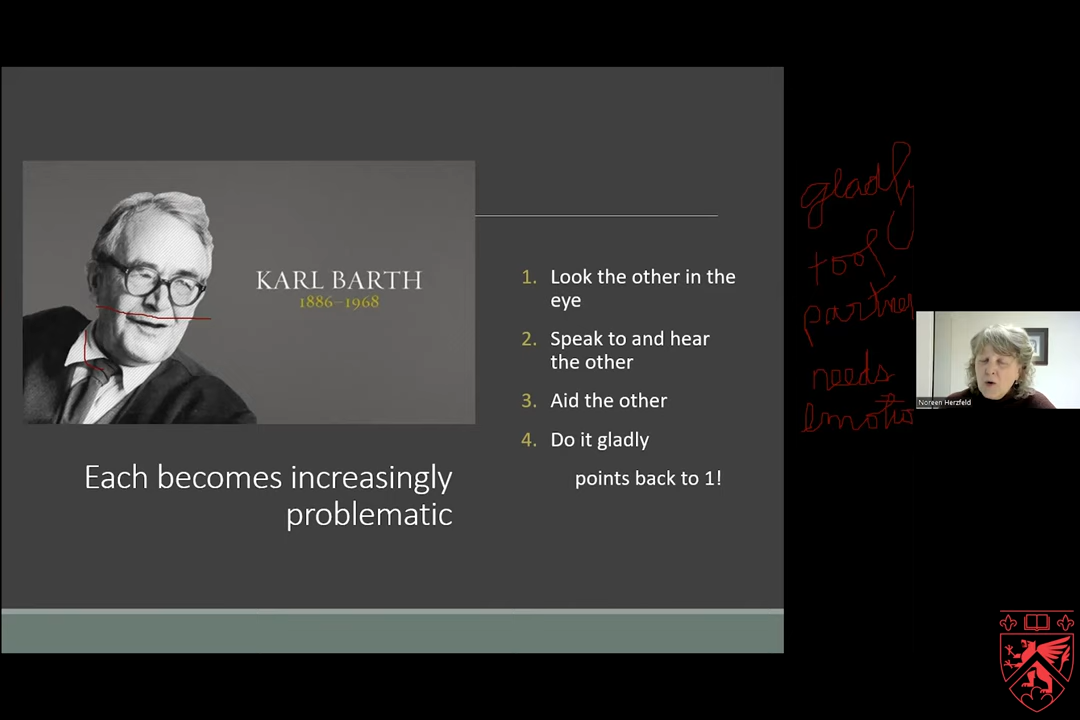 KARL BARTH
1886–1968
Each becomes increasingly
problematic
1. Look the other in the
eye
2. Speak to and hear
the other
3. Aid the other
4. Do it gladly
points back to 1!
gladly
tool
partner
needs
emotio
Noreen Herzfeld